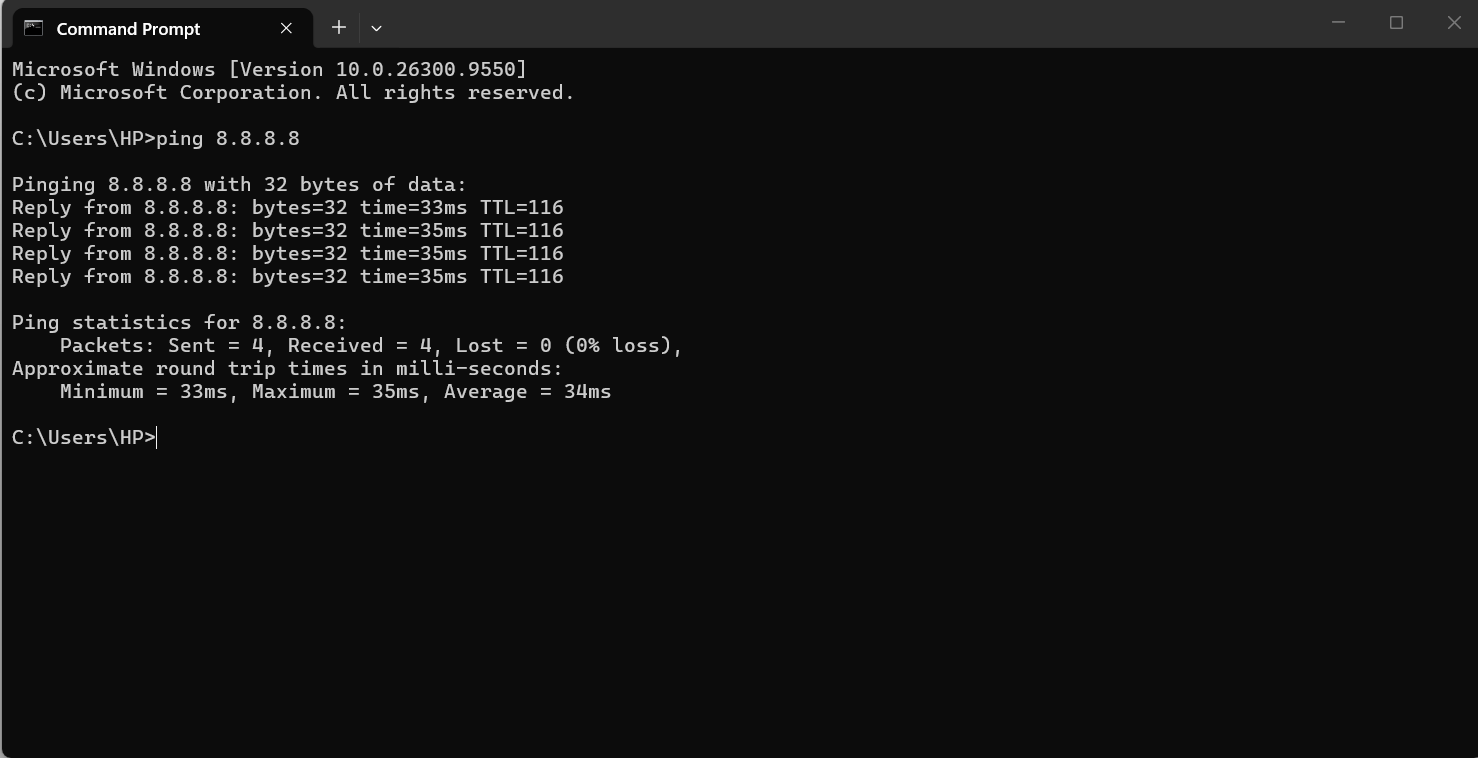 Command Prompt
Microsoft Windows [Version 10.0.26300.9550]
(c) Microsoft Corporation. All rights reserved.
C:\Users\HP>ping 8.8.8.8
Pinging 8.8.8.8 with 32 bytes of data:
Reply from 8.8.8.8: bytes=32 time=33ms TTL=116
Reply from 8.8.8.8: bytes=32 time=35ms TTL=116
Reply from 8.8.8.8: bytes=32 time=35ms TTL=116
Reply from 8.8.8.8: bytes=32 time=35ms TTL=116
Ping statistics for 8.8.8.8:
    Packets: Sent = 4, Received = 4, Lost = 0 (0% loss),
Approximate round trip times in milli-seconds:
    Minimum = 33ms, Maximum = 35ms, Average = 34ms
C:\Users\HP>